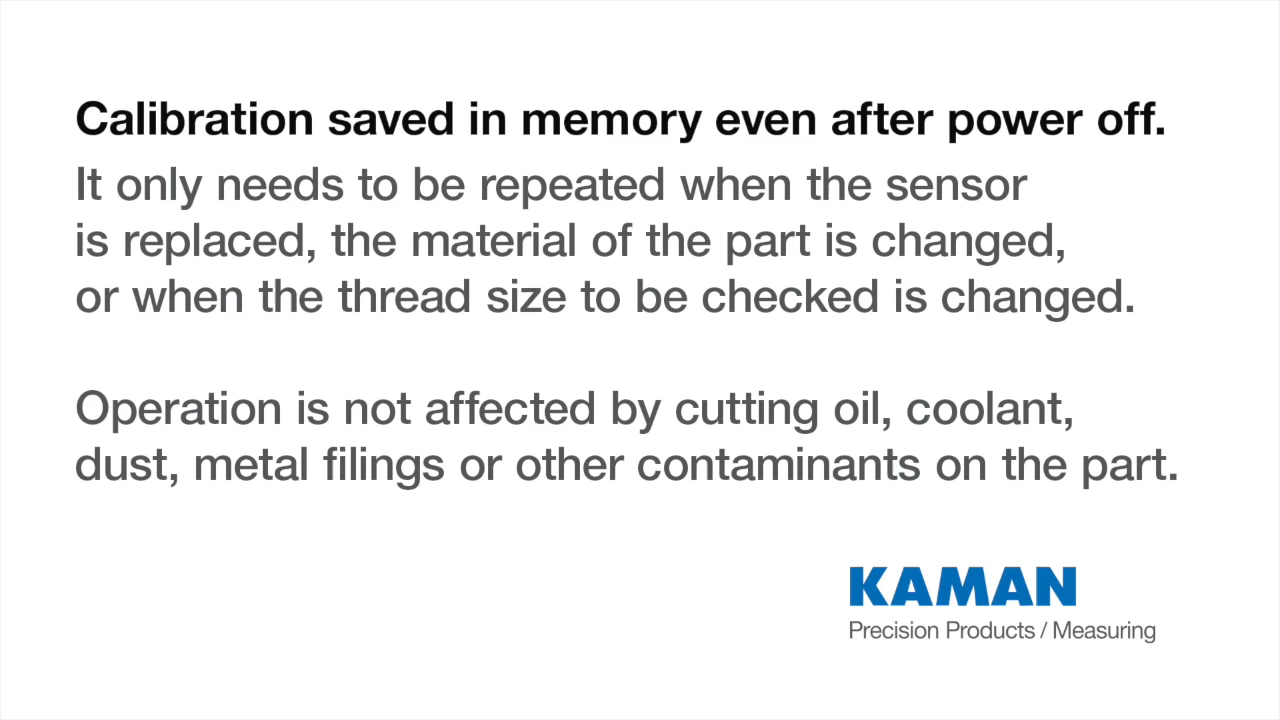 Calibration saved in memory even after power off.
It only needs to be repeated when the sensor
is replaced, the material of the part is changed,
or when the thread size to be checked is changed.
Operation is not affected by cutting oil, coolant,
dust, metal filings or other contaminants on the part.
KAMAN
Precision Products / Measuring